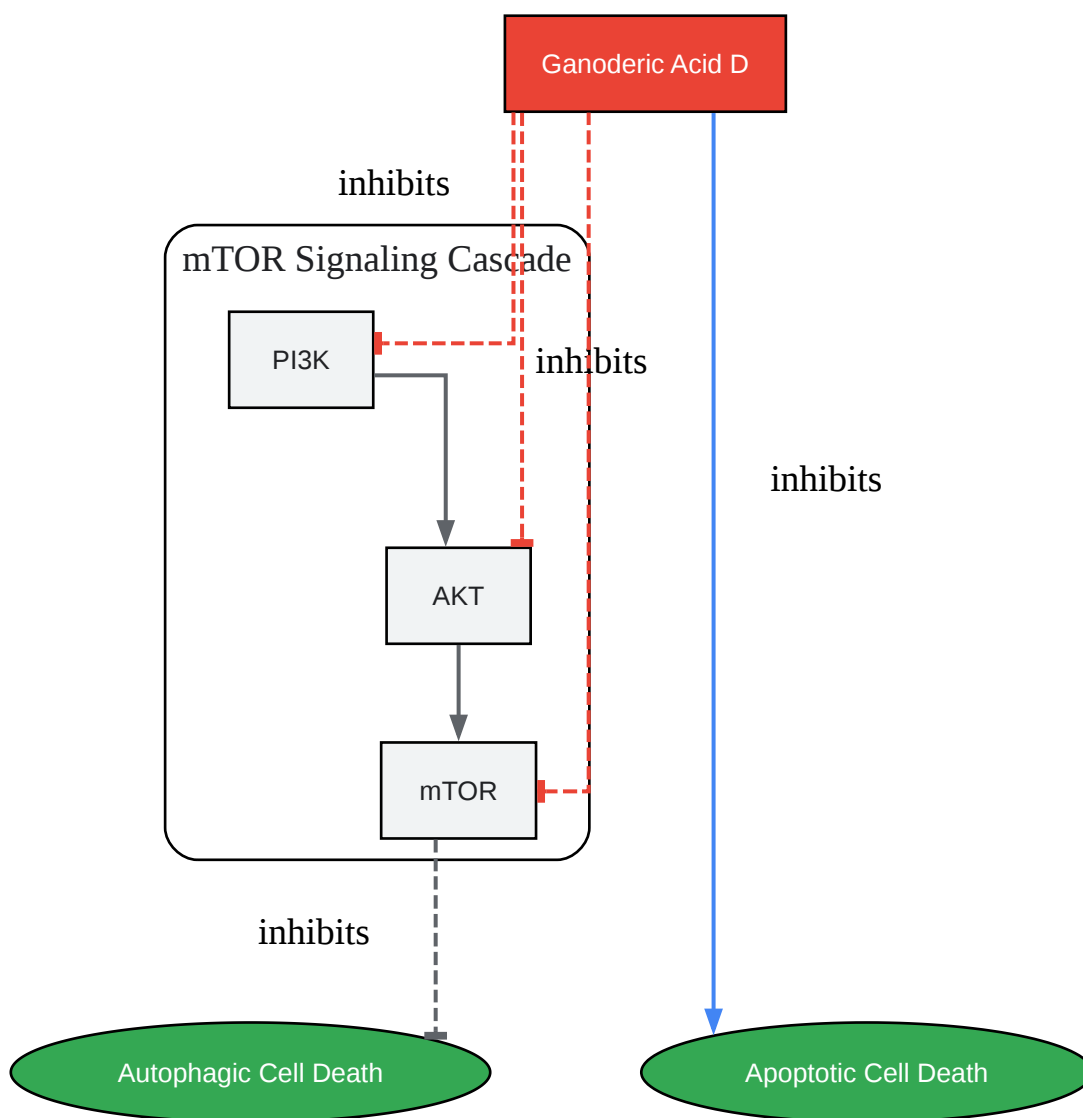 Ganoderic Acid D
inhibits
mTOR Signaling Cascade
PI3K
inhibits
inhibits
AKT
mTOR
inhibits
Autophagic Cell Death
Apoptotic Cell Death